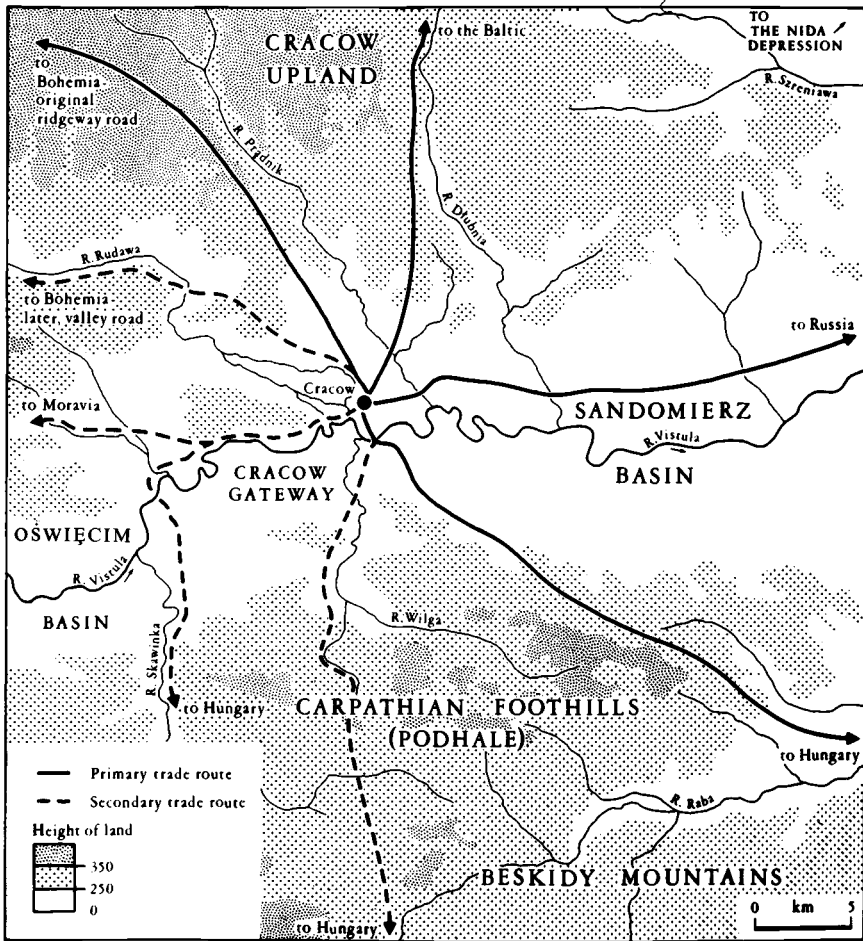 CRACOW
UPLAND
to the Baltic
TO
THE NIDA
DEPRESSION
R. Szreniawa
to
Bohemia-
original
ridgeway road
R. Prądnik
R. Dłubnia
R. Rudawa
to Bohemia-
later, valley road
to Russia
Cracow
to Moravia
SANDOMIERZ
R. Vistula
BASIN
CRACOW
GATEWAY
OŚWIĘCIM
R. Vistula
BASIN
R. Skawinka
R. Wilga
to Hungary
CARPATHIAN FOOTHILLS
(PODHALE)
to Hungary
Primary trade route
Secondary trade route
R. Raba
Height of land
350
250
0
BESKIDY MOUNTAINS
to Hungary
0 km 5